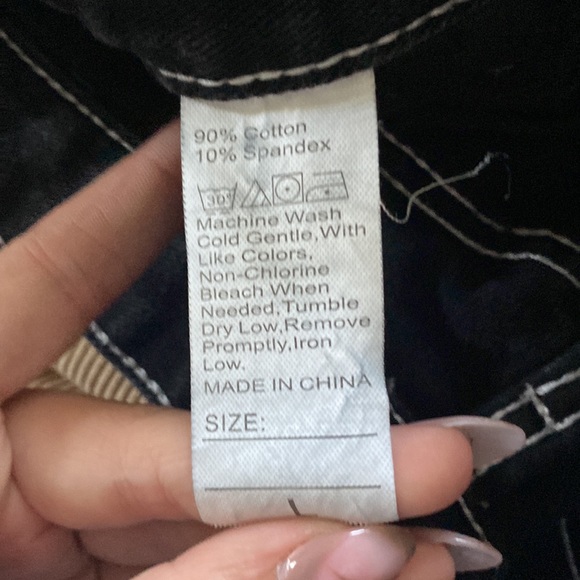 90% Cotton
10% Spandex
30°
Machine Wash
Cold Gentle,With
Like Colors,
Non-Chlorine
Bleach When
Needed,Tumble
Dry Low,Remove
Promptly,Iron
Low.
MADE IN CHINA
SIZE: